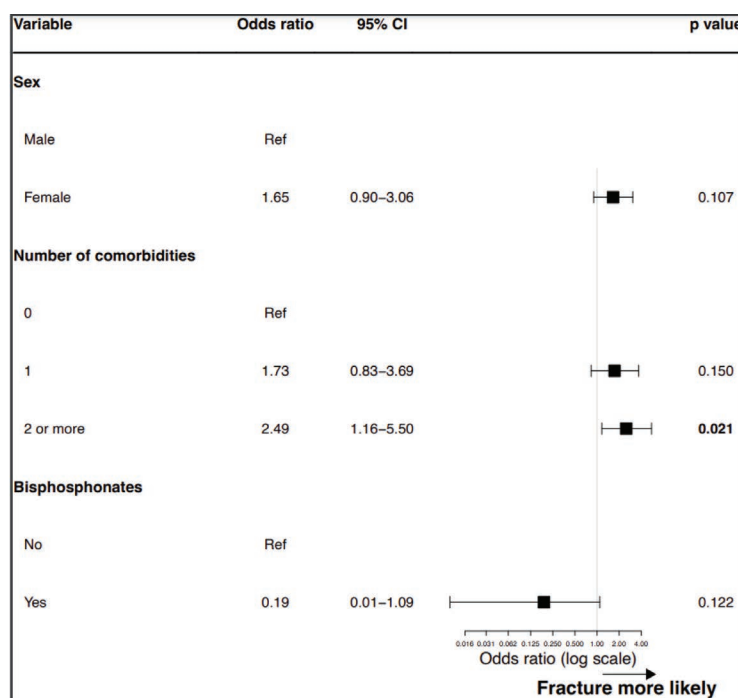 Variable Odds ratio 95% CI p value
Sex
Male Ref
Female 1.65 0.90–3.06 0.107
Number of comorbidities
0 Ref
1 1.73 0.83–3.69 0.150
2 or more 2.49 1.16–5.50 0.021
Bisphosphonates
No Ref
Yes 0.19 0.01–1.09 0.122
0.016 0.031 0.062 0.125 0.250 0.500 1.00 2.00 4.00
Odds ratio (log scale)
Fracture more likely